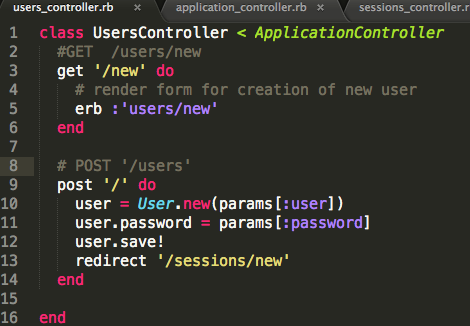 users_controller.rb × application_controller.rb × sessions_controller.r
1 class UsersController < ApplicationController
2 #GET /users/new
3 get '/new' do
4 # render form for creation of new user
5 erb :'users/new'
6 end
7
8 # POST '/users'
9 post '/' do
10 user = User.new(params[:user])
11 user.password = params[:password]
12 user.save!
13 redirect '/sessions/new'
14 end
15
16 end